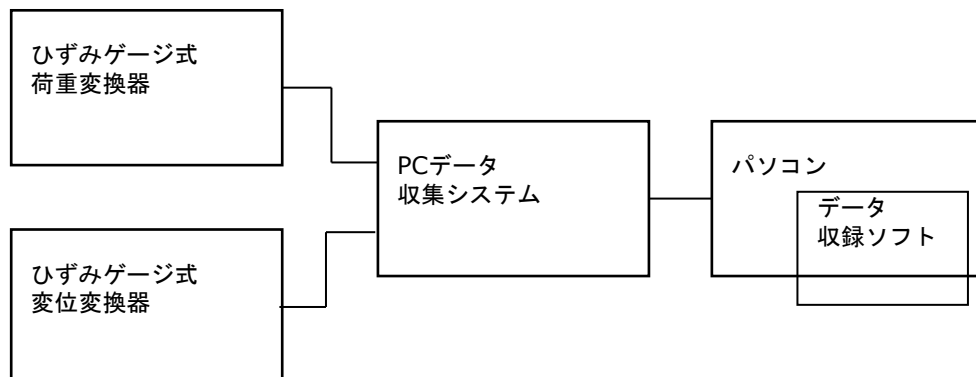 ひずみゲージ式
荷重変換器
PCデータ
収集システム
パソコン
データ
収録ソフト
ひずみゲージ式
変位変換器